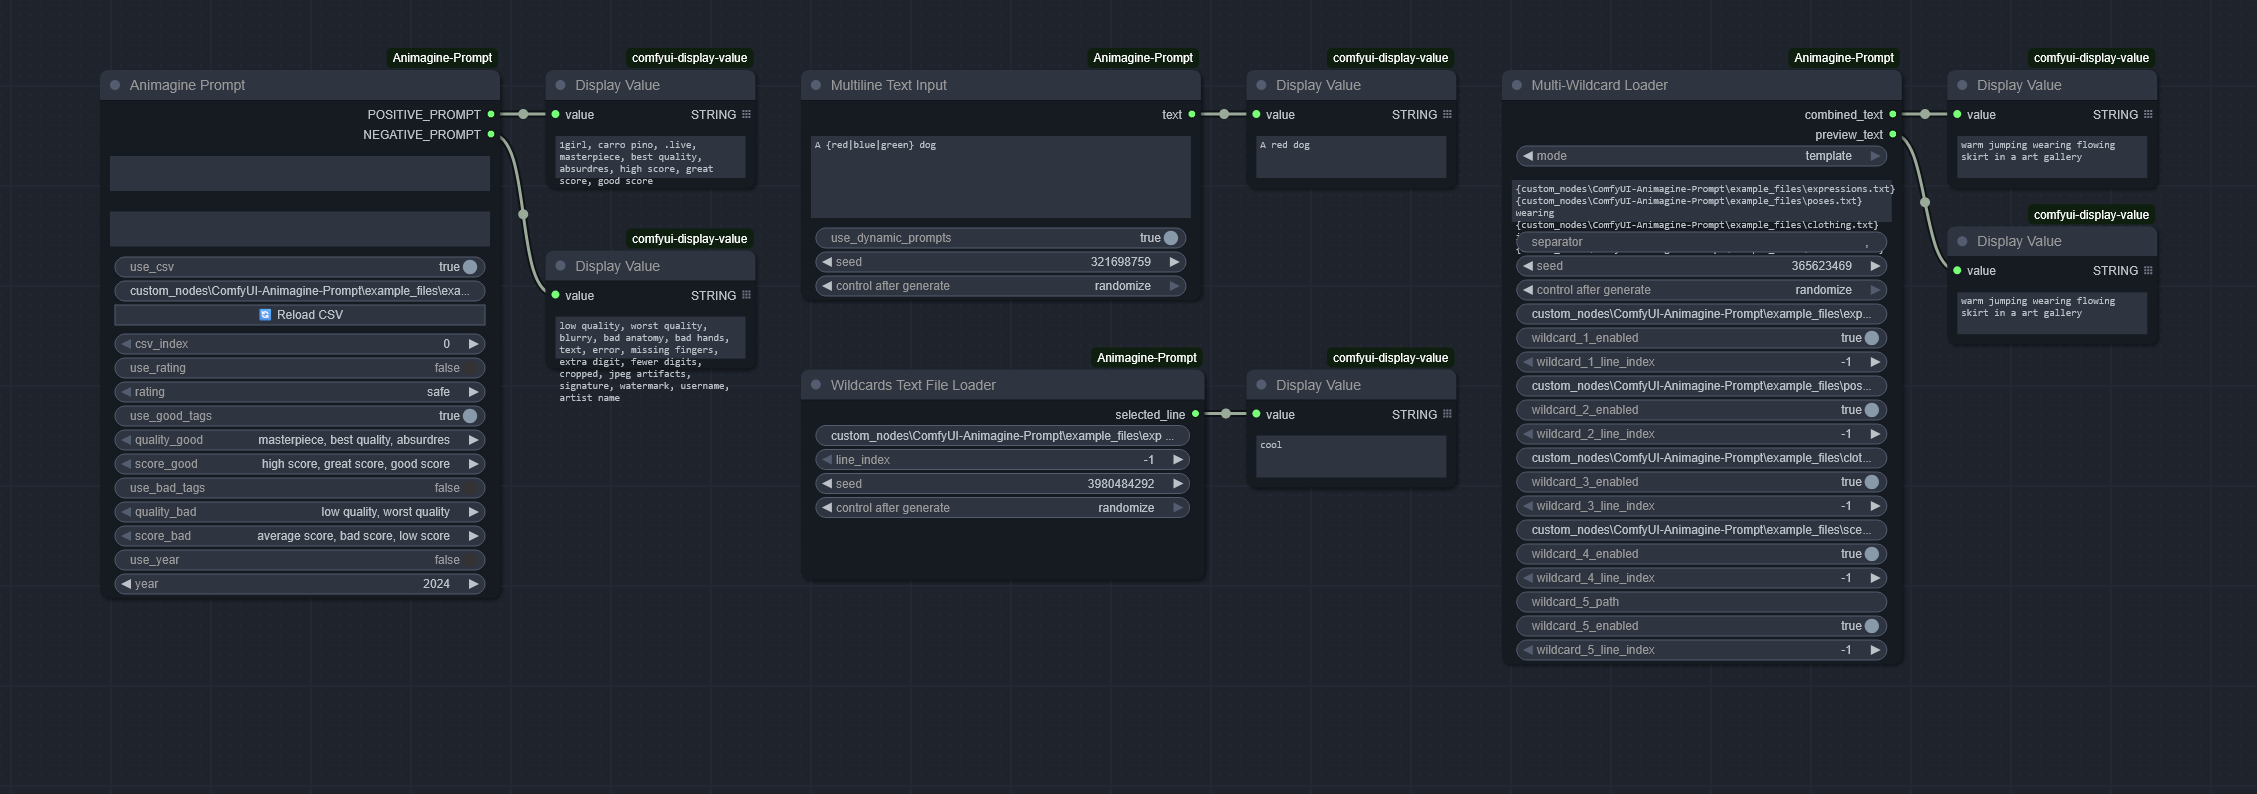 Animagine-Prompt
Animagine Prompt
POSITIVE_PROMPT
NEGATIVE_PROMPT
use_csv true
custom_nodes\ComfyUI-Animagine-Prompt\example_files\exa...
Reload CSV
csv_index 0
use_rating false
rating safe
use_good_tags true
quality_good masterpiece, best quality, absurdres
score_good high score, great score, good score
use_bad_tags false
quality_bad low quality, worst quality
score_bad average score, bad score, low score
use_year false
year 2024
comfyui-display-value
Display Value
value STRING
1girl, carro pino, .live,
masterpiece, best quality,
absurdres, high score, great
score, good score
comfyui-display-value
Display Value
value STRING
low quality, worst quality,
blurry, bad anatomy, bad hands,
text, error, missing fingers,
extra digit, fewer digits,
cropped, jpeg artifacts,
signature, watermark, username,
artist name
Animagine-Prompt
Multiline Text Input
text
A {red|blue|green} dog
use_dynamic_prompts true
seed 321698759
control after generate randomize
comfyui-display-value
Display Value
value STRING
A red dog
Animagine-Prompt
Wildcards Text File Loader
selected_line
custom_nodes\ComfyUI-Animagine-Prompt\example_files\exp ...
line_index -1
seed 3980484292
control after generate randomize
comfyui-display-value
Display Value
value STRING
cool
Animagine-Prompt
Multi-Wildcard Loader
combined_text
preview_text
mode template
{custom_nodes\ComfyUI-Animagine-Prompt\example_files\expressions.txt}
{custom_nodes\ComfyUI-Animagine-Prompt\example_files\poses.txt}
wearing
{custom_nodes\ComfyUI-Animagine-Prompt\example_files\clothing.txt}
separator ,
seed 365623469
control after generate randomize
custom_nodes\ComfyUI-Animagine-Prompt\example_files\exp...
wildcard_1_enabled true
wildcard_1_line_index -1
custom_nodes\ComfyUI-Animagine-Prompt\example_files\pos...
wildcard_2_enabled true
wildcard_2_line_index -1
custom_nodes\ComfyUI-Animagine-Prompt\example_files\clot...
wildcard_3_enabled true
wildcard_3_line_index -1
custom_nodes\ComfyUI-Animagine-Prompt\example_files\sce...
wildcard_4_enabled true
wildcard_4_line_index -1
wildcard_5_path
wildcard_5_enabled true
wildcard_5_line_index -1
comfyui-display-value
Display Value
value STRING
warm jumping wearing flowing
skirt in a art gallery
comfyui-display-value
Display Value
value STRING
warm jumping wearing flowing
skirt in a art gallery